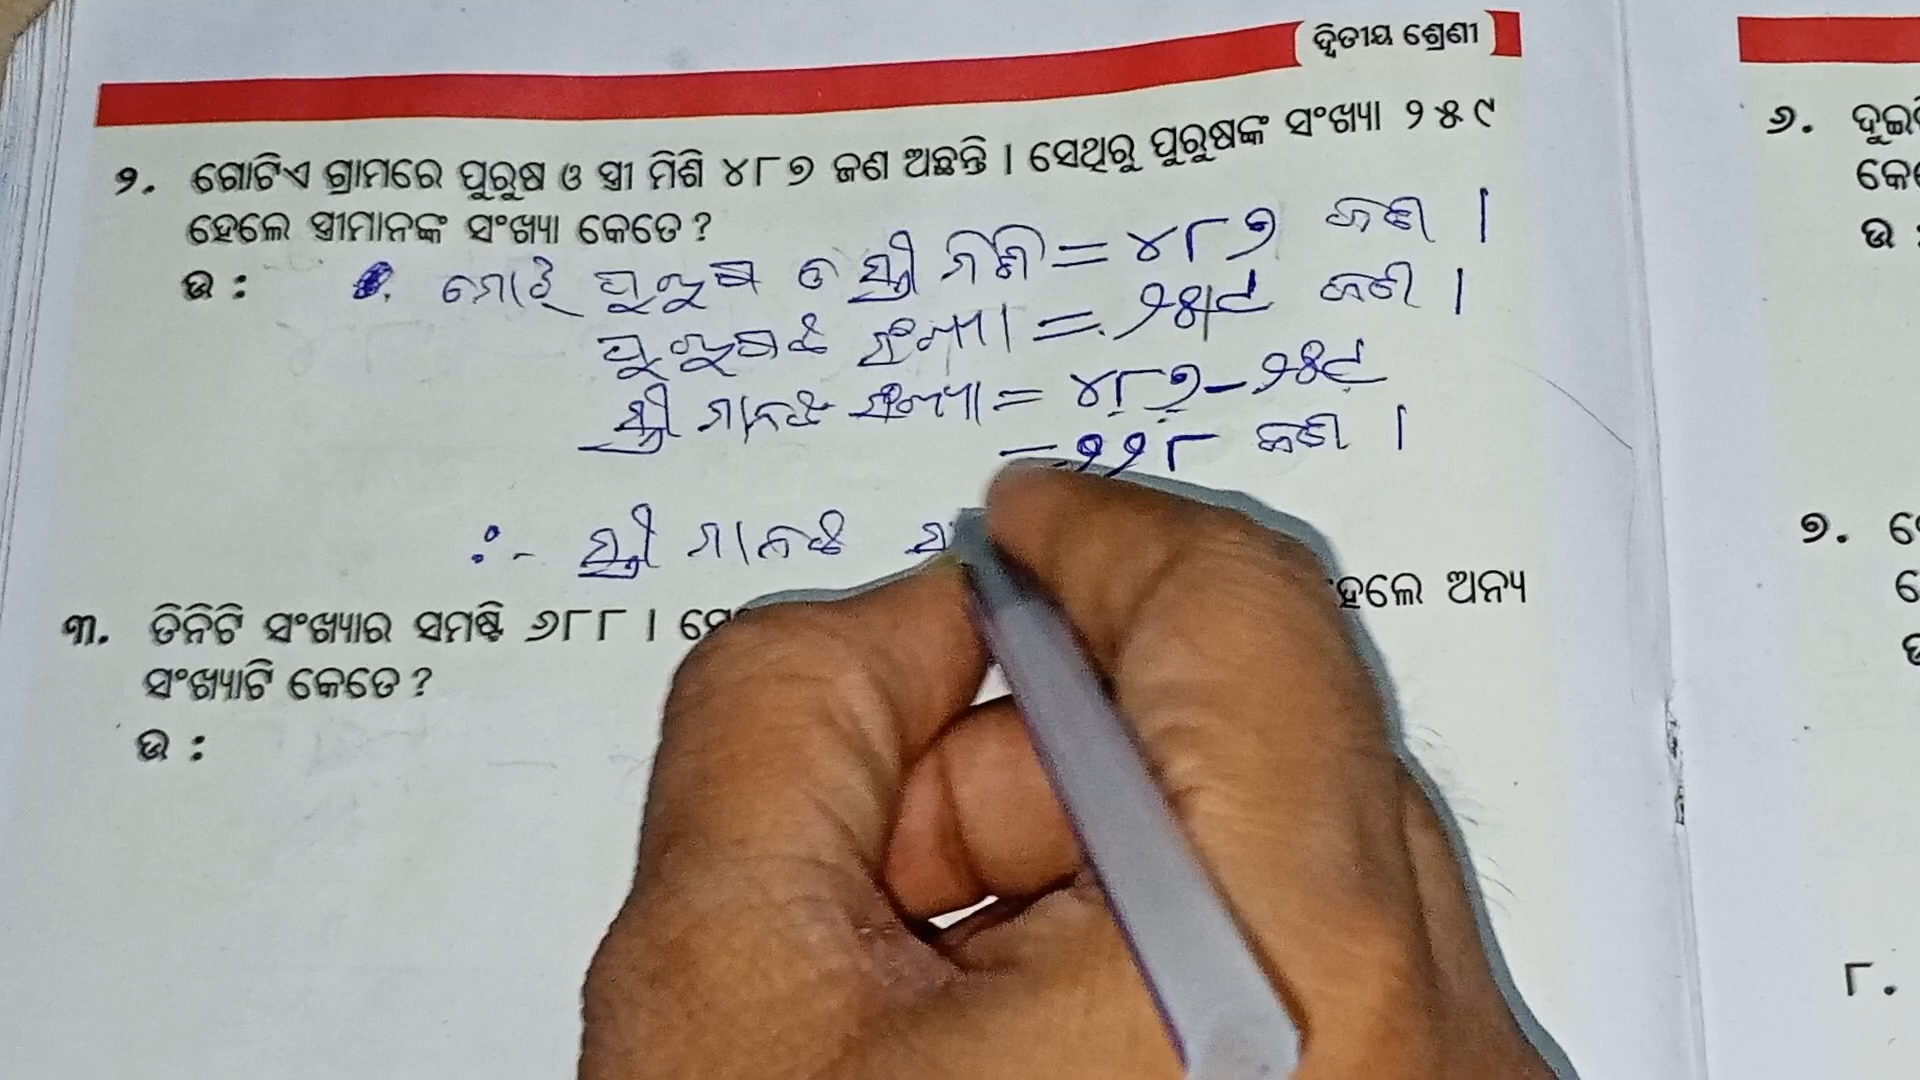 ଦ୍ୱିତୀୟ ଶ୍ରେଣୀ
୨. ଗୋଟିଏ ଗ୍ରାମରେ ପୁରୁଷ ଓ ସ୍ତ୍ରୀ ମିଶି ୪୮୭ ଜଣ ଅଛନ୍ତି । ସେଥିରୁ ପୁରୁଷଙ୍କ ସଂଖ୍ୟା ୨୫୯
ହେଲେ ସ୍ତ୍ରୀମାନଙ୍କ ସଂଖ୍ୟା କେତେ ?
ଉ : ପୁରୁଷ ଓ ସ୍ତ୍ରୀ ମିଶି = ୪୮୭ ଜଣ ।
ପୁରୁଷଙ୍କ ସଂଖ୍ୟା = ୨୫୯ ଜଣ ।
ସ୍ତ୍ରୀ ମାନଙ୍କ ସଂଖ୍ୟା = ୪୮୭ - ୨୫୯
= ୨୨୮ ଜଣ ।
∴ - ସ୍ତ୍ରୀ ମାନଙ୍କ
୩. ତିନିଟି ସଂଖ୍ୟାର ସମଷ୍ଟି ୬୮୮ । ହେଲେ ଅନ୍ୟ
ସଂଖ୍ୟାଟି କେତେ ?
ଉ :
୬.
ଉ :
୭.
୮.